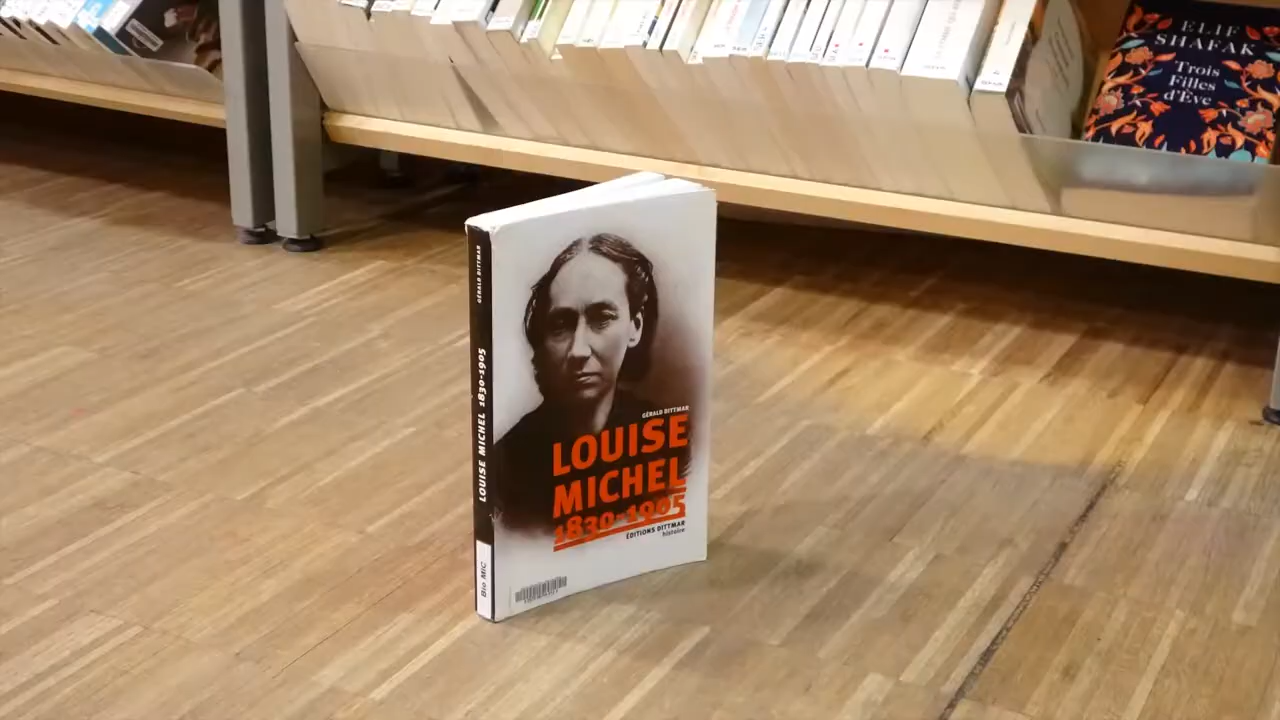 ELIF
SHAFAK
Trois
Filles
d'Ève
GÉRALD DITTMAR
LOUISE MICHEL 1830-1905
Bio MIC
GÉRALD DITTMAR
LOUISE
MICHEL
1830-1905
ÉDITIONS DITTMAR
histoire